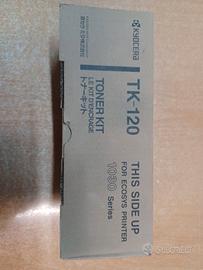 KYOCERA
TK-120
TONER KIT
LE KIT D'ENCRAGE
トナーキット
THIS SIDE UP
FOR ECOSYS PRINTER
1030 Series